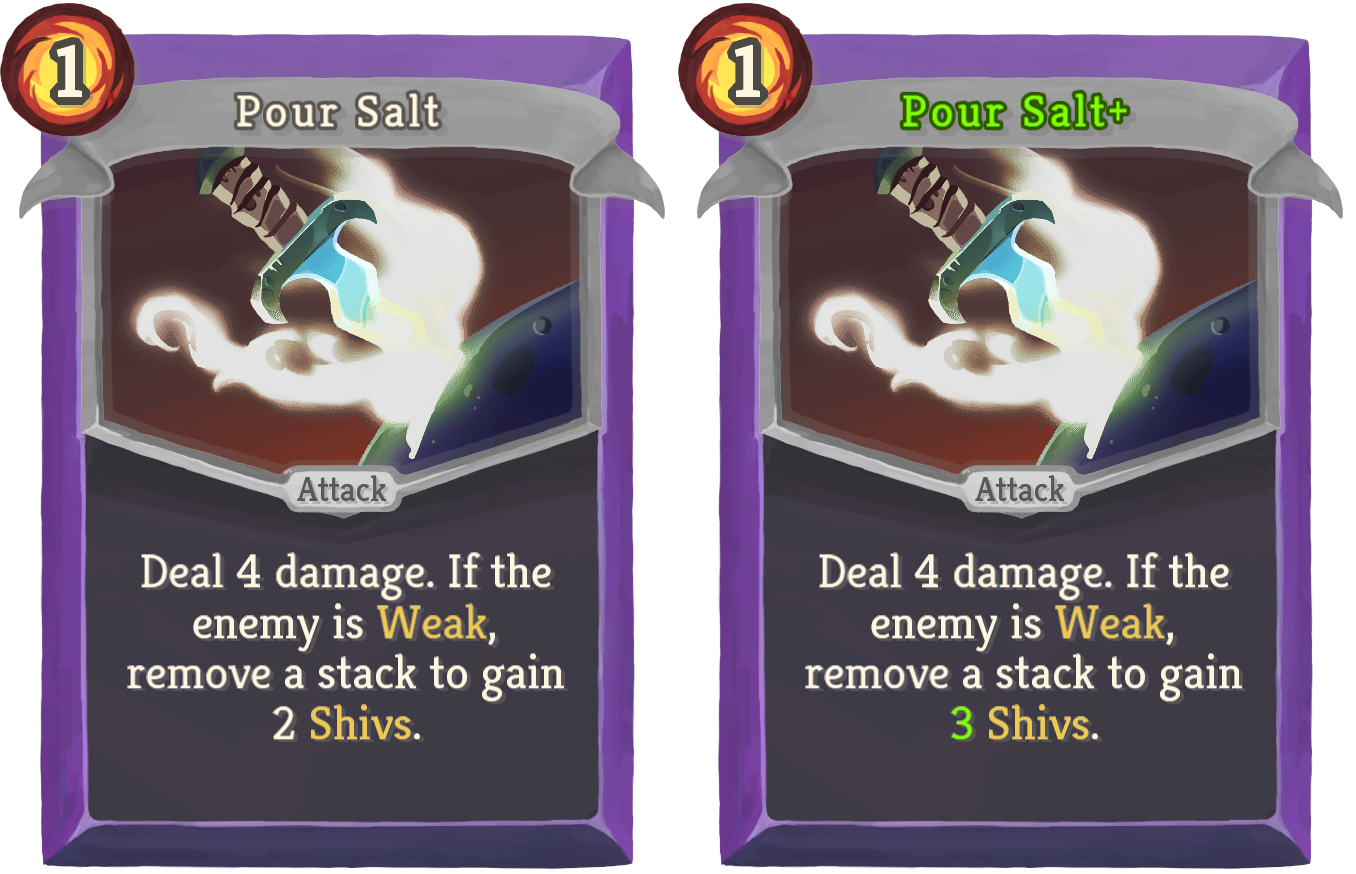 1
Pour Salt
Attack
Deal 4 damage. If the
enemy is Weak,
remove a stack to gain
2 Shivs.
1
Pour Salt+
Attack
Deal 4 damage. If the
enemy is Weak,
remove a stack to gain
3 Shivs.